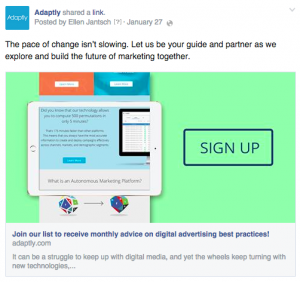 Adaptly
Adaptly shared a link.
Posted by Ellen Jantsch [?] · January 27
The pace of change isn't slowing. Let us be your guide and partner as we
explore and build the future of marketing together.
Did you know that our technology allows
you to compute 500 permutations in
only 5 minutes?
What is an Autonomous Marketing Platform?
SIGN UP
Join our list to receive monthly advice on digital advertising best practices!
adaptly.com
It can be a struggle to keep up with digital media, and yet the wheels keep turning with
new technologies,...